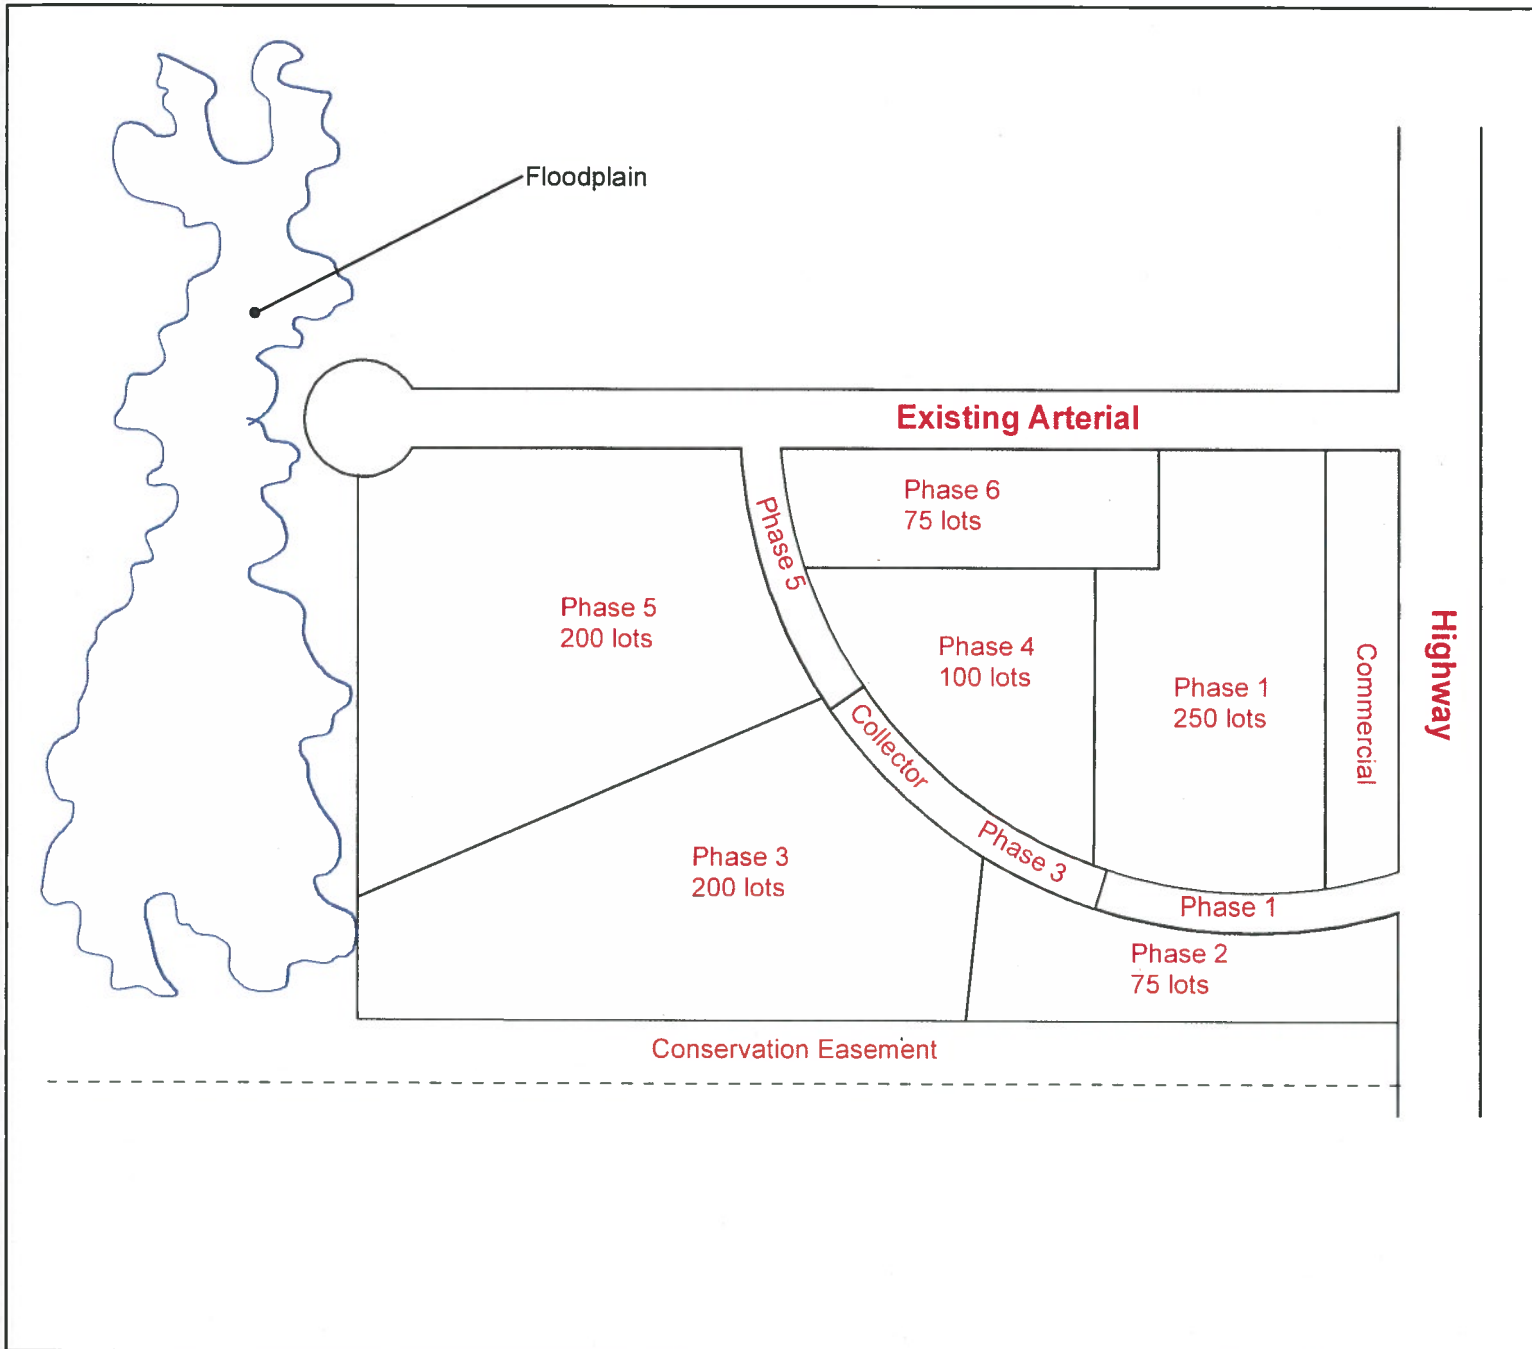 Floodplain
Existing Arterial
Phase 6
75 lots
Phase 5
Phase 5
200 lots
Phase 4
100 lots
Phase 1
250 lots
Commercial
Highway
Collector
Phase 3
Phase 3
200 lots
Phase 1
Phase 2
75 lots
Conservation Easement